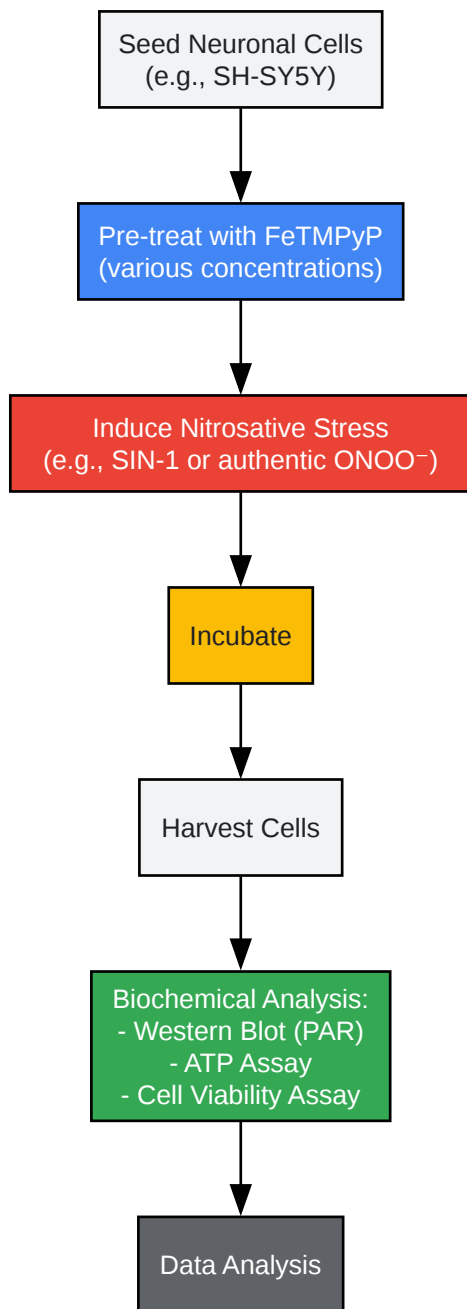 Seed Neuronal Cells
(e.g., SH-SY5Y)
Pre-treat with FeTMPyP
(various concentrations)
Induce Nitrosative Stress
(e.g., SIN-1 or authentic ONOO⁻)
Incubate
Harvest Cells
Biochemical Analysis:
- Western Blot (PAR)
- ATP Assay
- Cell Viability Assay
Data Analysis